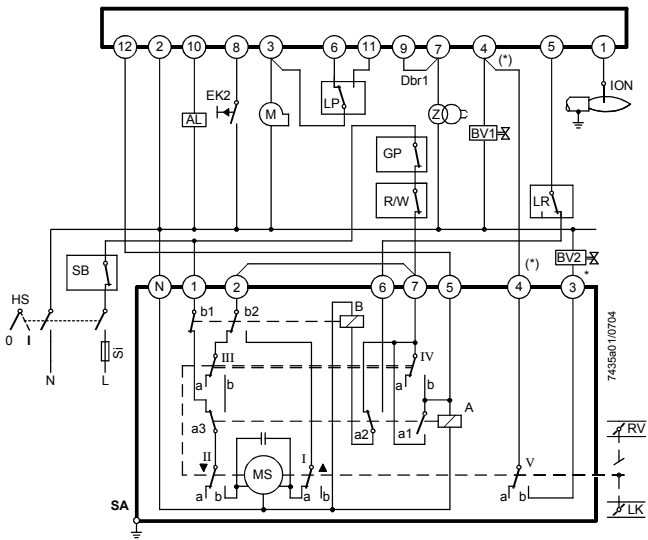 12 2 10 8 3 6 11 9 7 4 (*) 5 1
Dbr1
EK2
ION
LP
AL
M
Z
BV1
GP
R/W
LR
SB
BV2
HS
N 1 2 6 7 5 4 (*) 3 *
0 I
Si
N L
b1 b2 B
III IV
a b a b
A
a3 a2 a1
II I V
MS
a b a b a b
SA
RV
LK
7435a01/0704